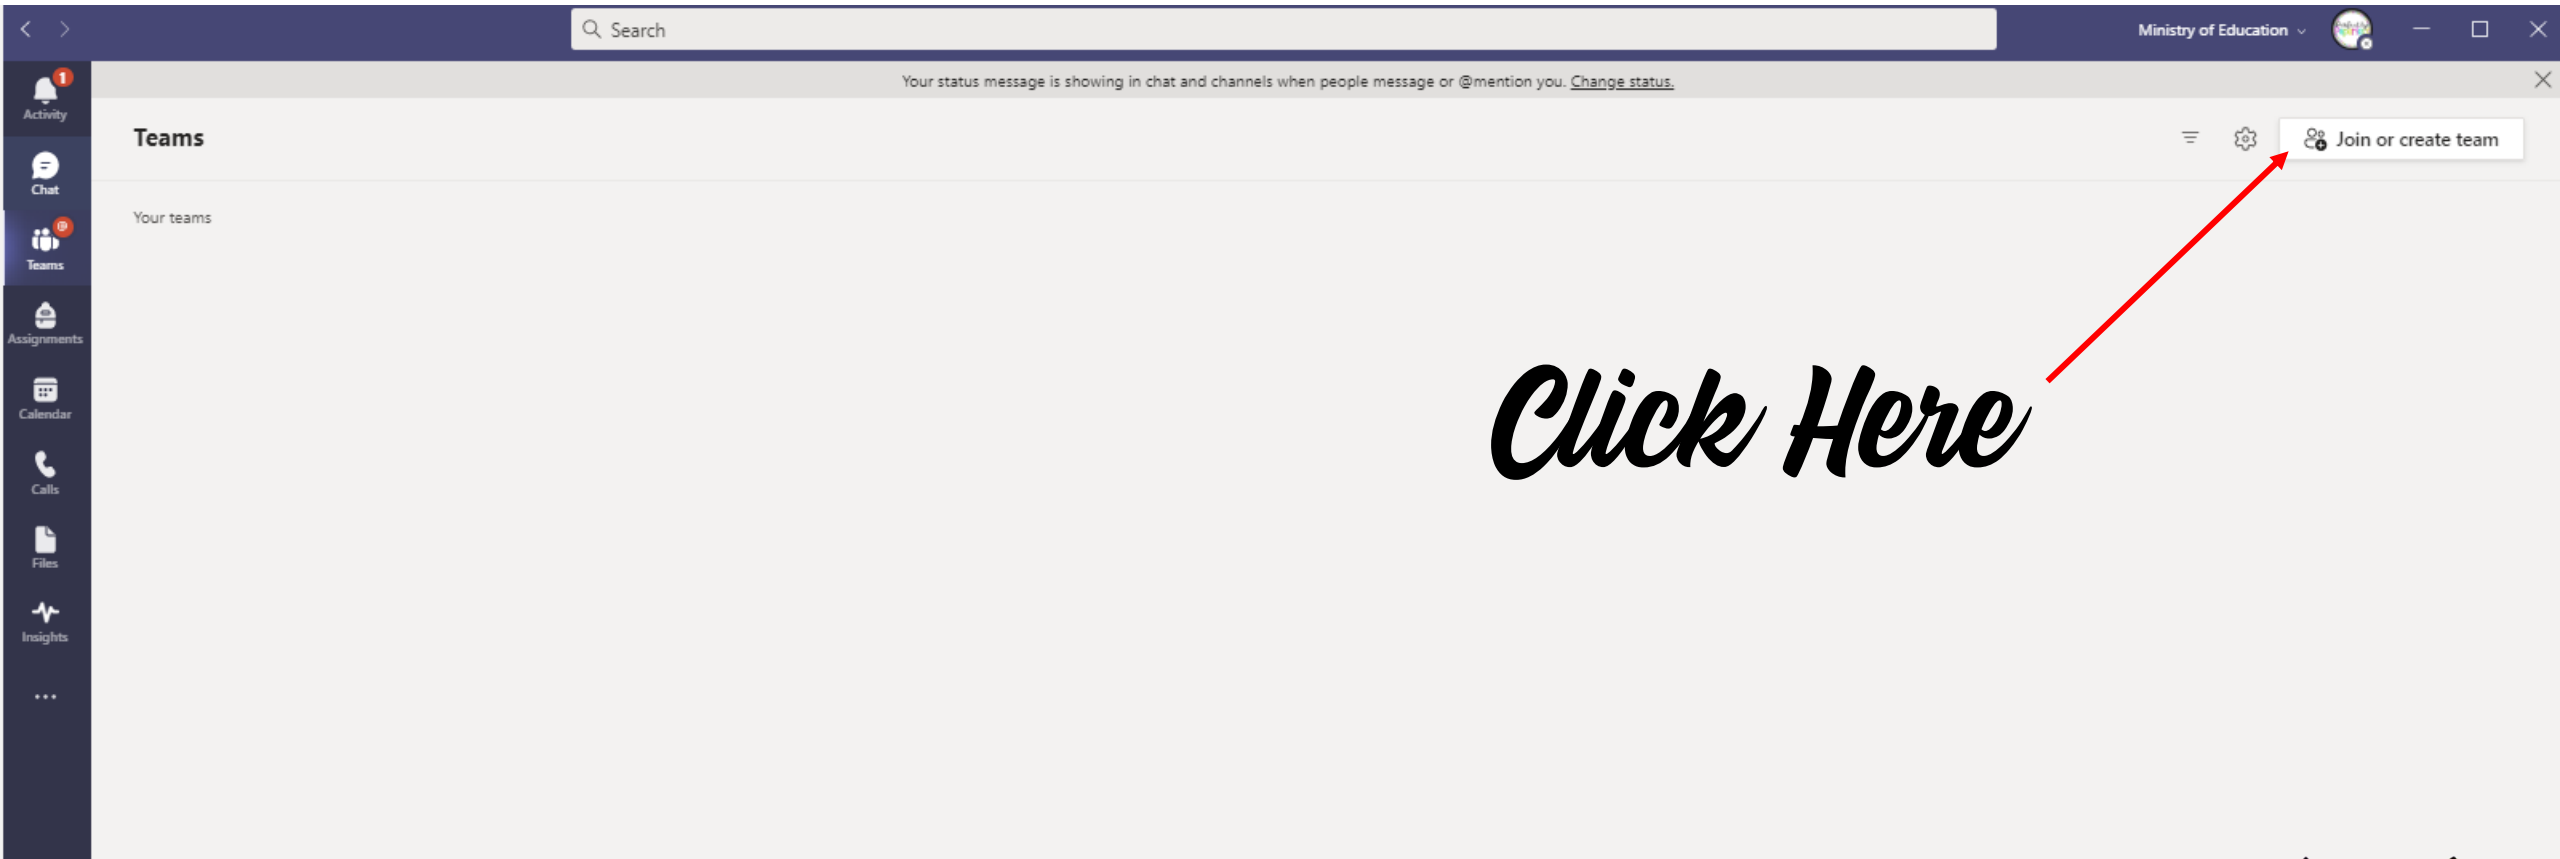 Search
Ministry of Education
1
Activity
Your status message is showing in chat and channels when people message or @mention you. Change status.
Teams
Join or create team
Chat
Your teams
Teams
Assignments
Calendar
Click Here
Calls
Files
Insights